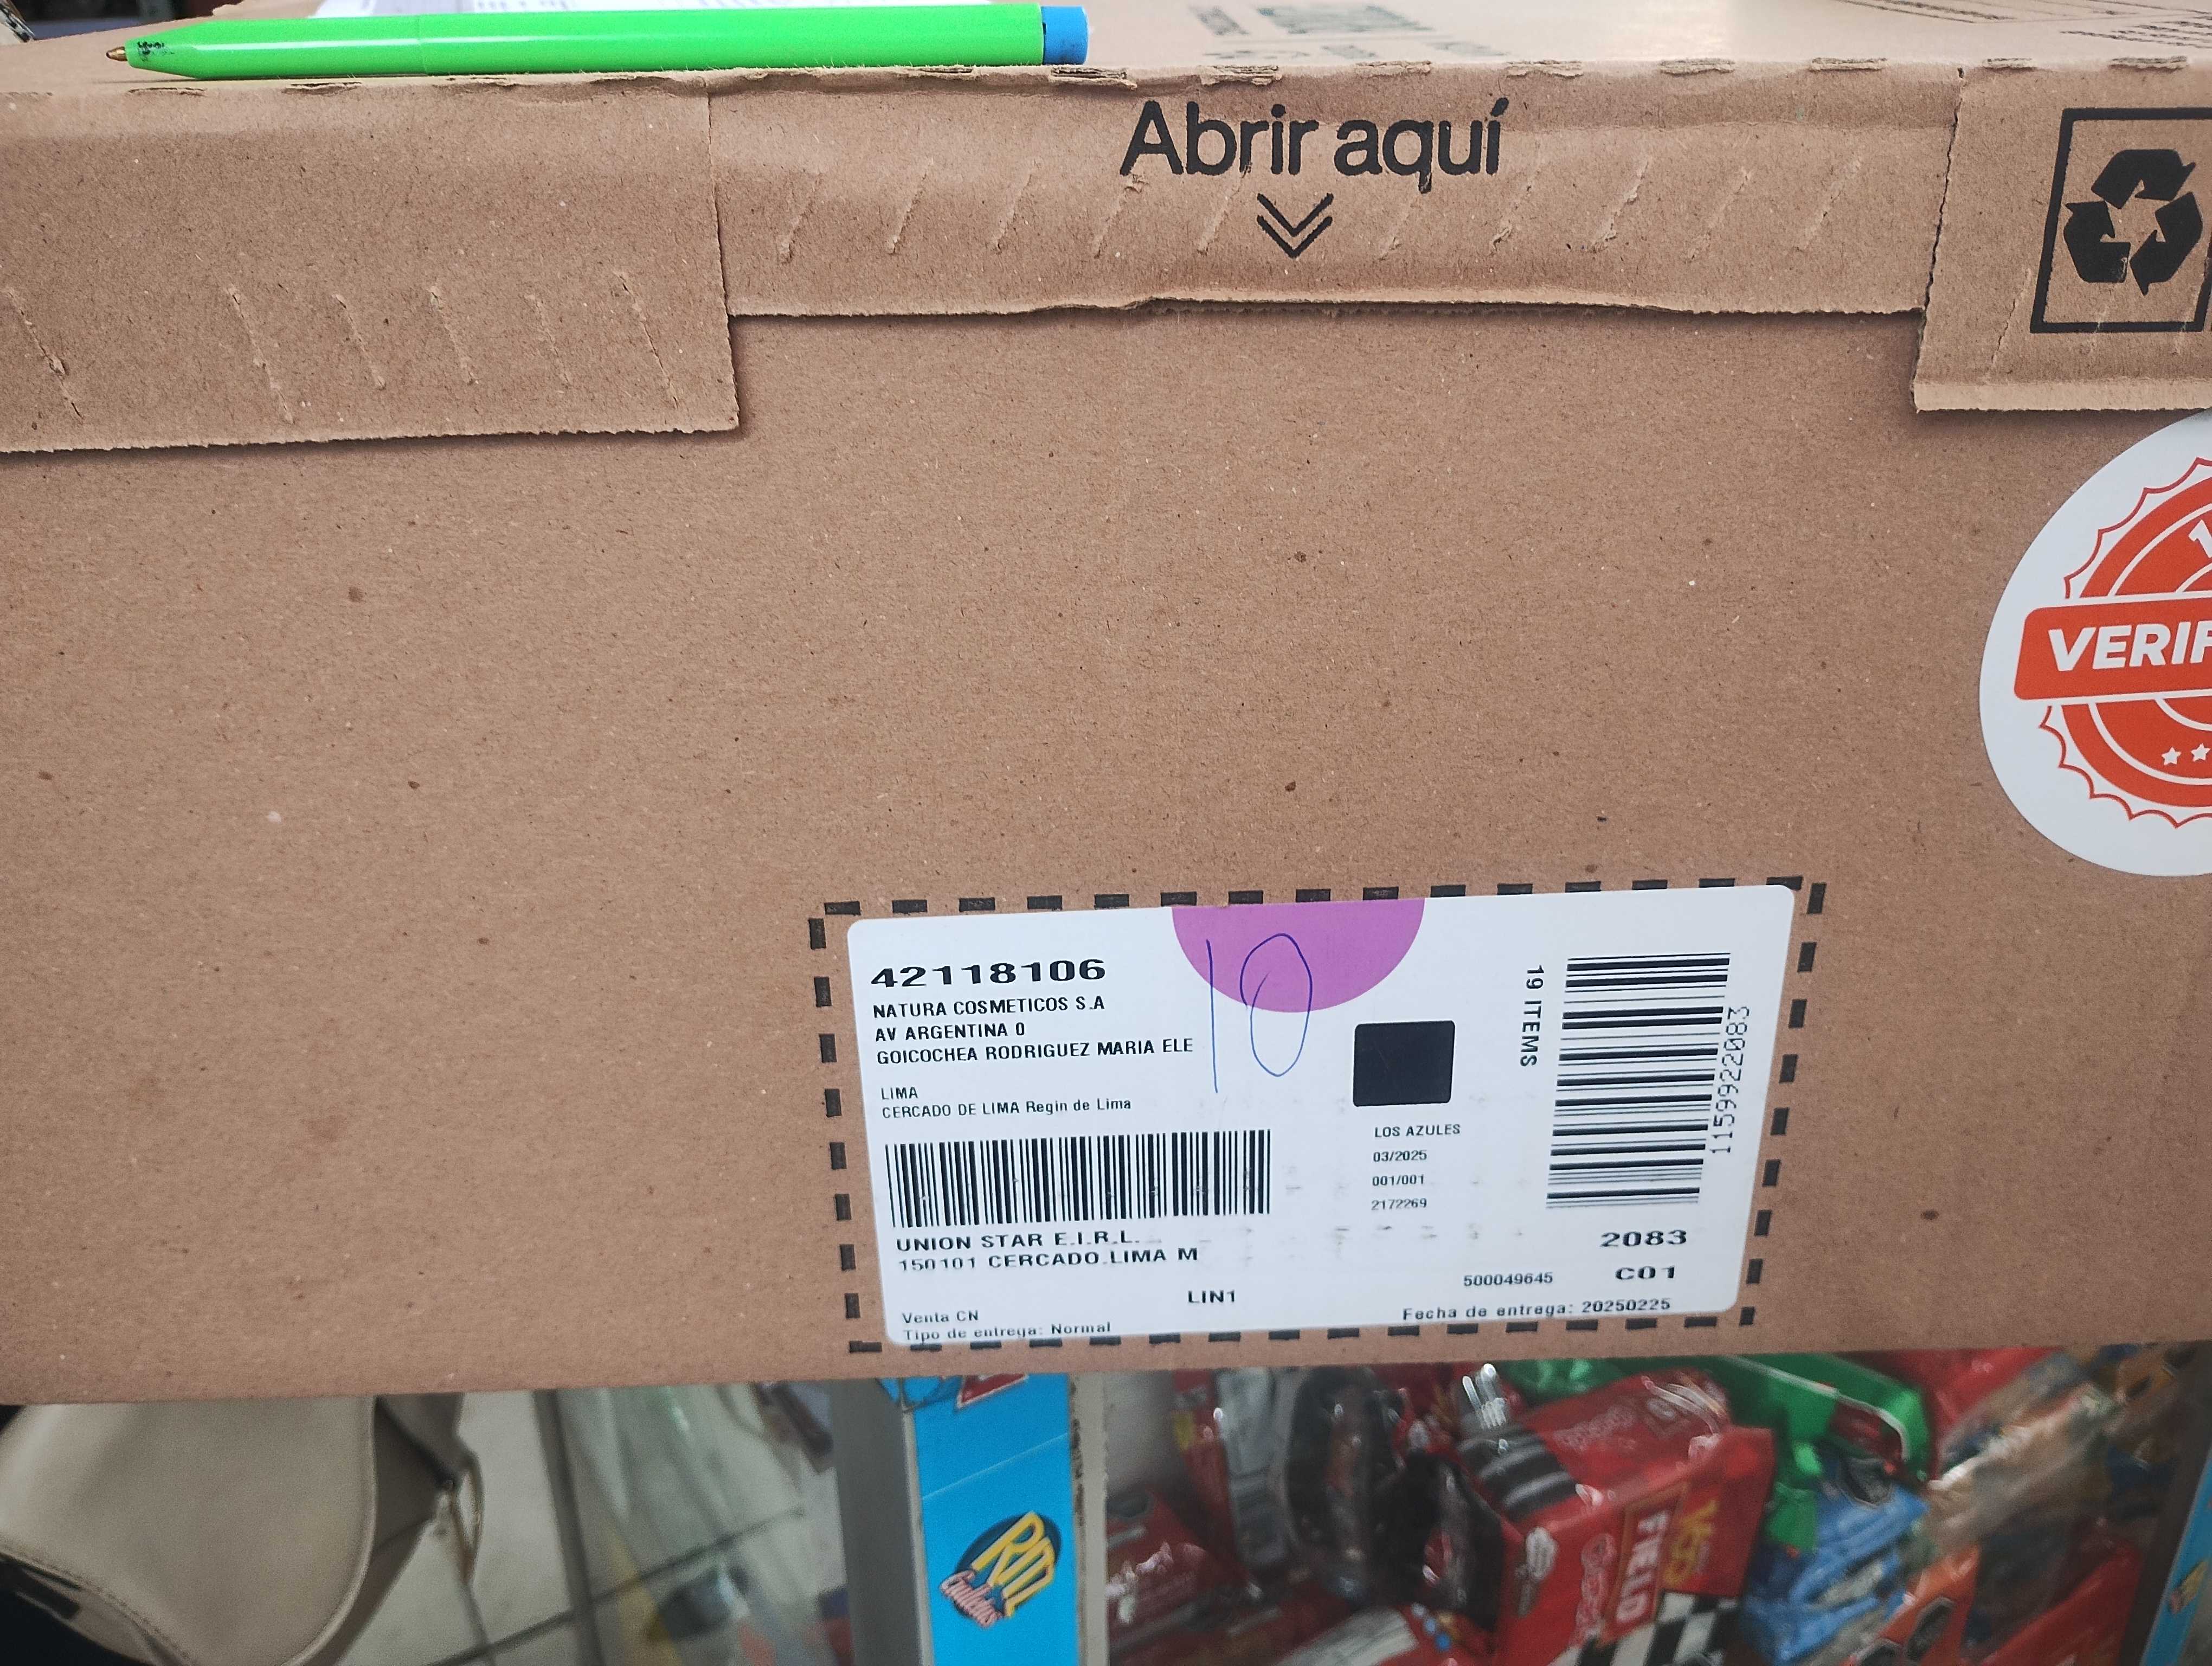 Abrir aquí
42118106
NATURA COSMETICOS S.A
AV ARGENTINA 0
GOICOCHEA RODRIGUEZ MARIA ELE
LIMA
CERCADO DE LIMA Regin de Lima
10
19 ITEMS
1159922083
LOS AZULES
03/2025
001/001
2172269
UNION STAR E.I.R.L.
150101 CERCADO.LIMA M
LIN1
2083
500049645
C01
Venta CN
Fecha de entrega: 20250225
Tipo de entrega: Normal
VERIF
FIELD